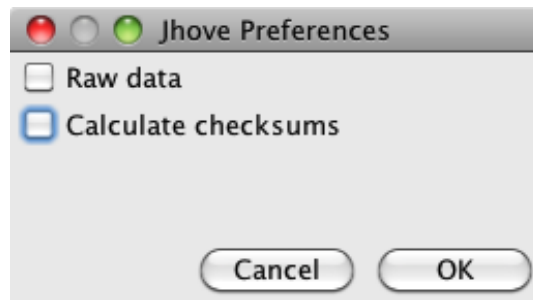 Jhove Preferences
Raw data
Calculate checksums
Cancel OK